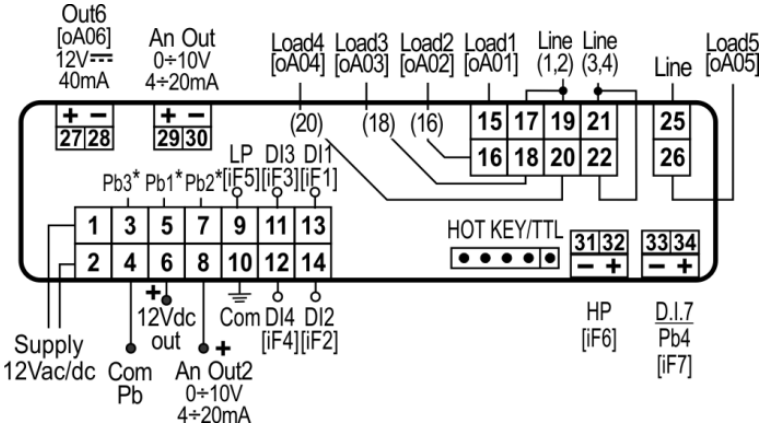 Out6
[oA06]
12V⎓
40mA
An Out
0÷10V
4÷20mA
Load4
[oA04]
Load3
[oA03]
Load2
[oA02]
Load1
[oA01]
Line
(1,2)
Line
(3,4)
Line
Load5
[oA05]
+ −
27 28
+ −
29 30
(20) (18) (16)
15 17 19 21
16 18 20 22
25
26
Pb3* Pb1* Pb2*
LP
[iF5]
DI3
[iF3]
DI1
[iF1]
1 3 5 7 9 11 13
2 4 6 8 10 12 14
HOT KEY/TTL
31 32
− +
33 34
− +
Supply
12Vac/dc
Com
Pb
+
12Vdc
out
+
An Out2
0÷10V
4÷20mA
Com
DI4
[iF4]
DI2
[iF2]
HP
[iF6]
D.I.7
Pb4
[iF7]